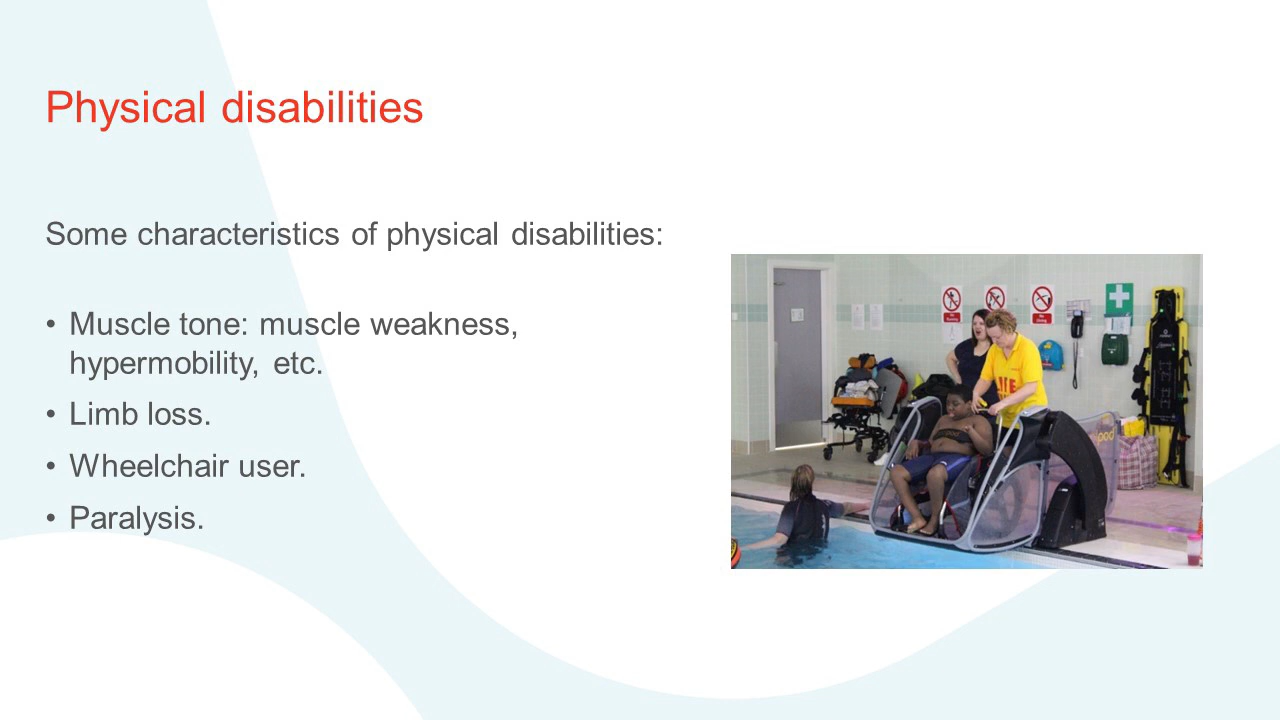 Physical disabilities
Some characteristics of physical disabilities:
• Muscle tone: muscle weakness,
hypermobility, etc.
• Limb loss.
• Wheelchair user.
• Paralysis.